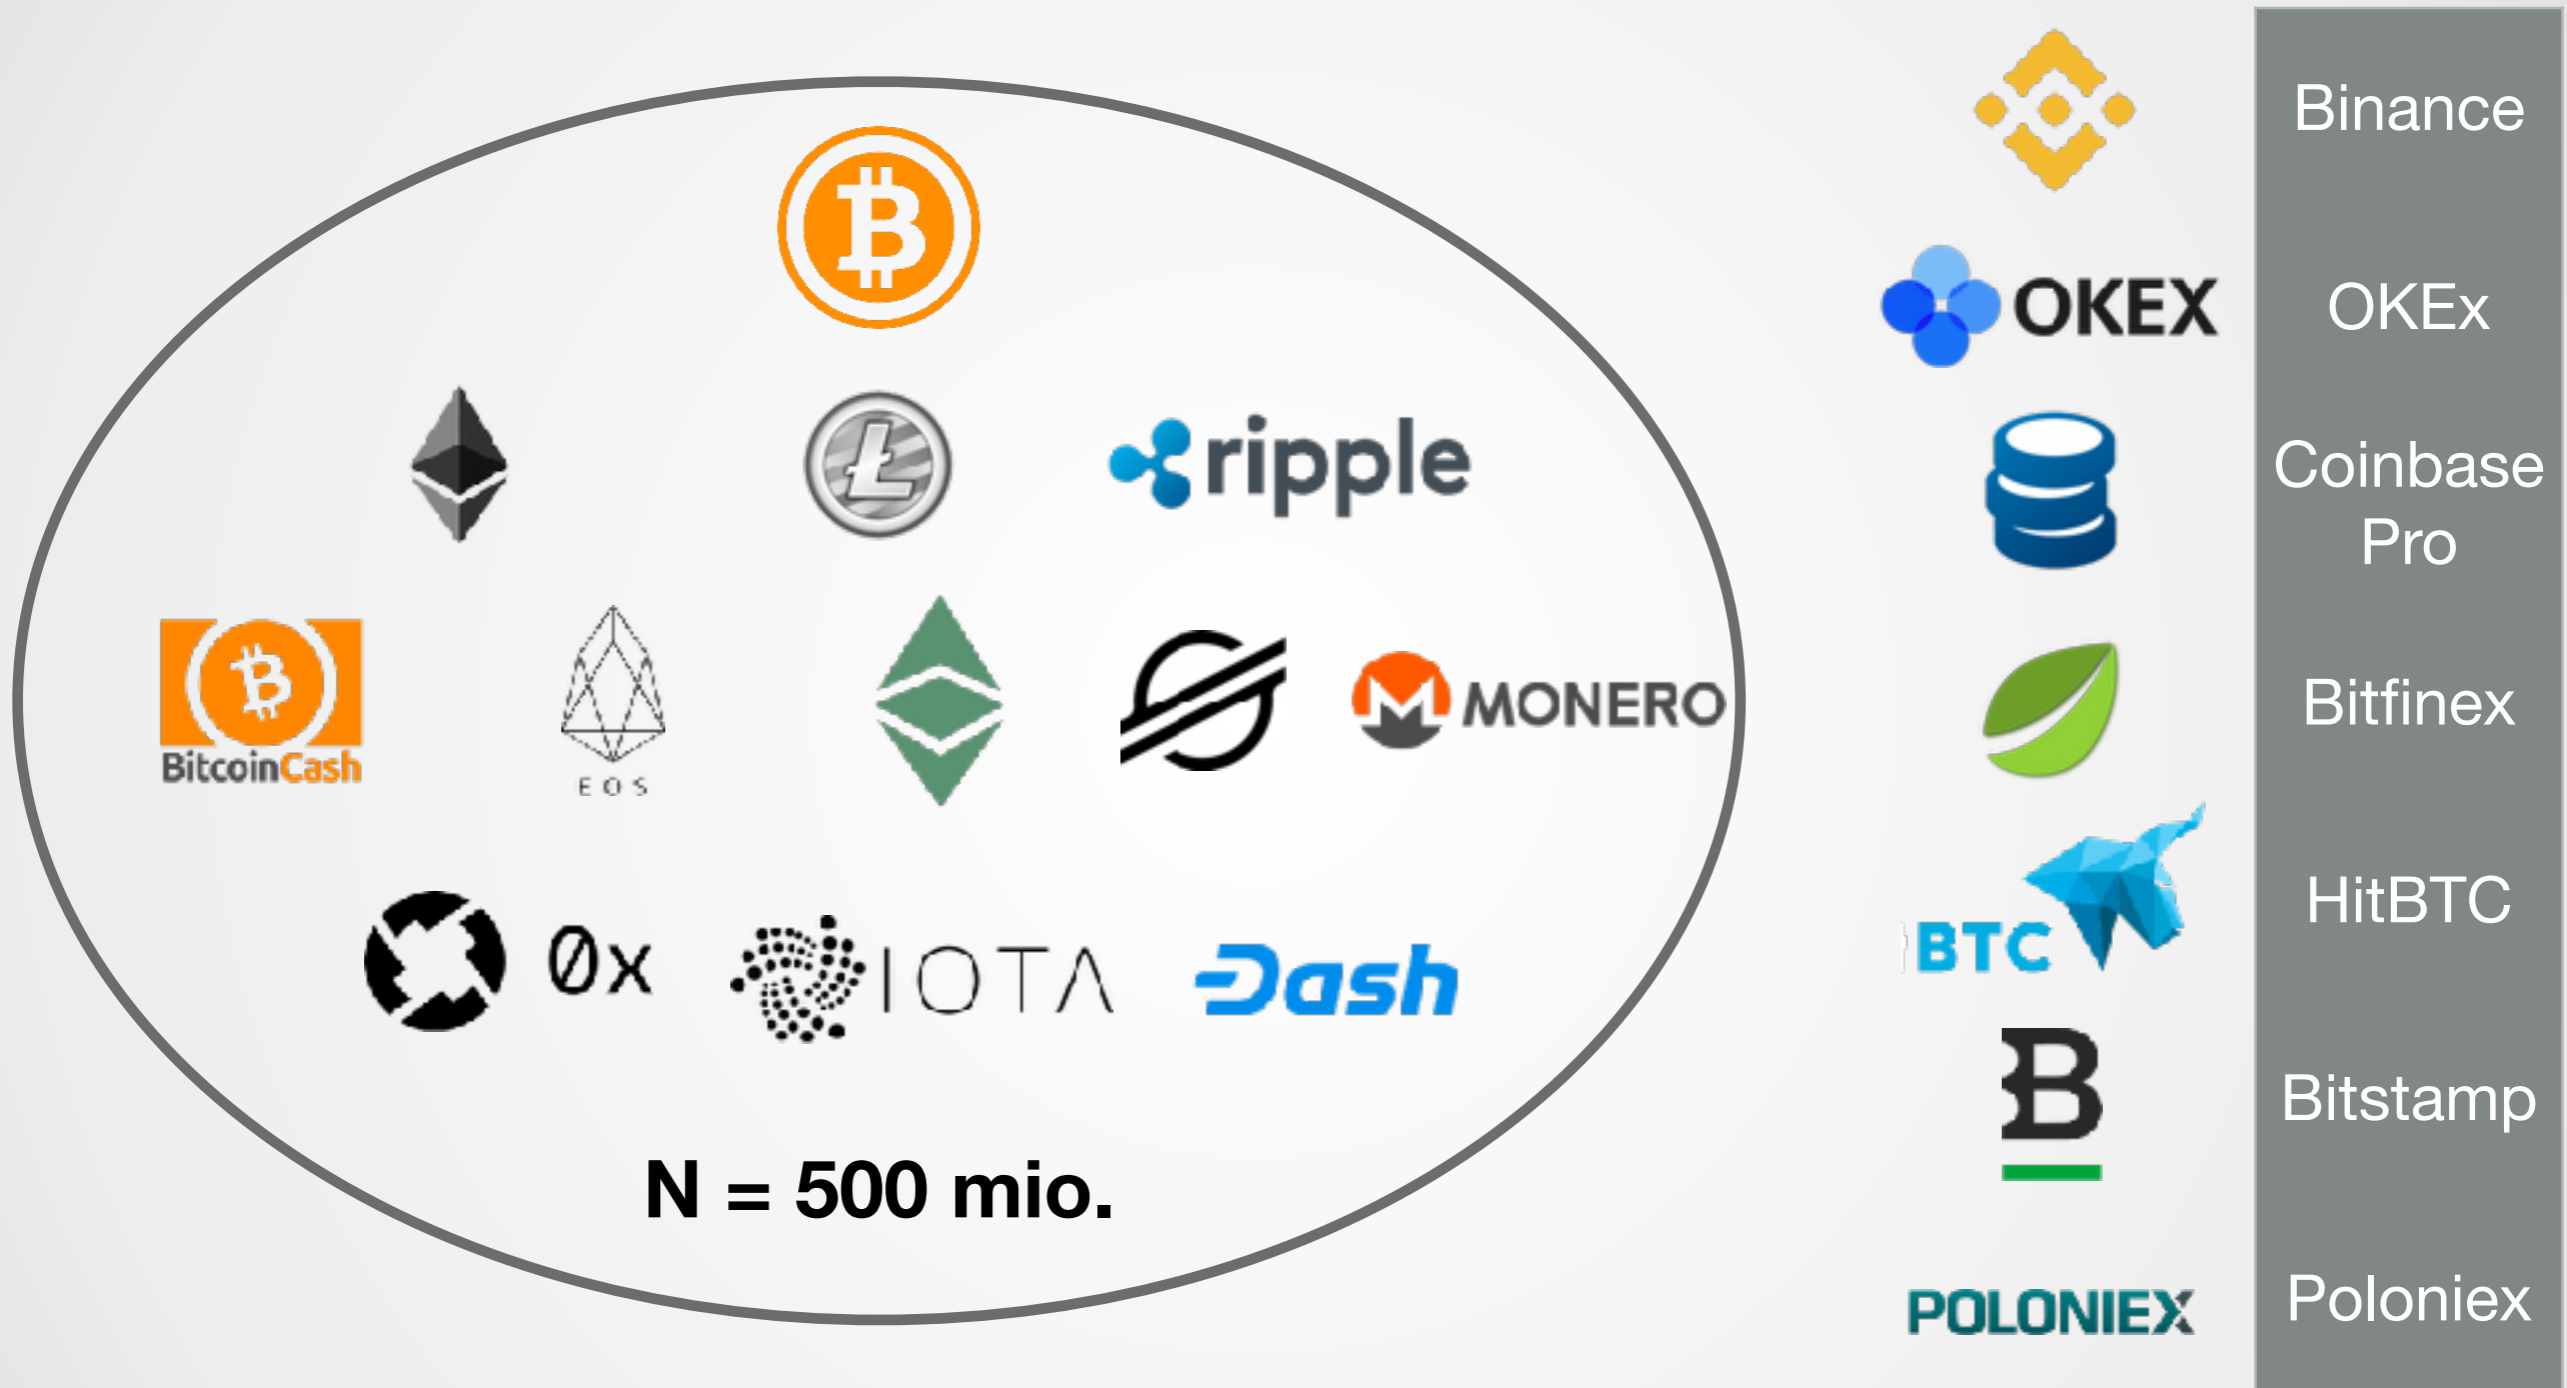 ripple
BitcoinCash
EOS
MONERO
0x
IOTA
Dash
N = 500 mio.
OKEX
BTC
POLONIEX
Binance
OKEx
Coinbase
Pro
Bitfinex
HitBTC
Bitstamp
Poloniex